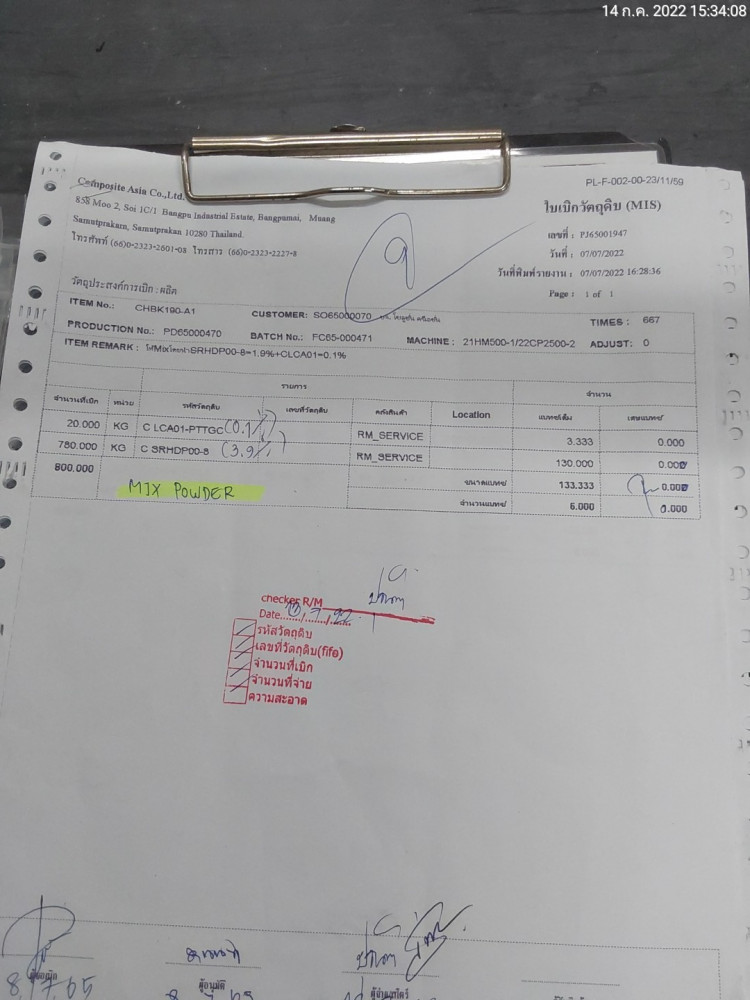 14 ก.ค. 2022 15:34:08
PL-F-002-00-23/11/59
Composite Asia Co.,Ltd.
858 Moo 2, Soi 1C/1 Bangpu Industrial Estate, Bangpumai, Muang
Samutprakarn, Samutprakan 10280 Thailand.
โทรศัพท์ (66)0-2323-2601-08 โทรสาร (66)0-2323-2227-8
ใบเบิกวัตถุดิบ (MIS)
เลขที่ : PJ65001947
วันที่ : 07/07/2022
วันที่พิมพ์รายงาน : 07/07/2022 16:28:36
Page : 1 of 1
9
วัตถุประสงค์การเบิก : ผลิต
ITEM No.: CHBK190-A1 CUSTOMER: SO65000070 TIMES : 667
PRODUCTION No.: PD65000470 BATCH No.: FC65-000471 MACHINE : 21HM500-1/22CP2500-2 ADJUST: 0
ITEM REMARK : SRHDP00-8=1.9%+CLCA01=0.1%
รายการ จำนวน
จำนวนที่เบิก หน่วย รหัสวัตถุดิบ เลขที่วัตถุดิบ คลังสินค้า Location แบทช์เต็ม เศษแบทช์
20.000 KG C LCA01-PTTGC (0.1%) RM_SERVICE 3.333 0.000
780.000 KG C SRHDP00-8 (3.9%) RM_SERVICE 130.000 0.000
800.000 ขนาดแบทช์ 133.333 0.000
MIX POWDER จำนวนแบทช์ 6.000 0.000
checker R/M
Date 10, 7, 22
รหัสวัตถุดิบ
เลขที่วัตถุดิบ(fifo)
จำนวนที่เบิก
จำนวนที่จ่าย
ความสะอาด
8, 7, 65 ผู้อนุมัติ